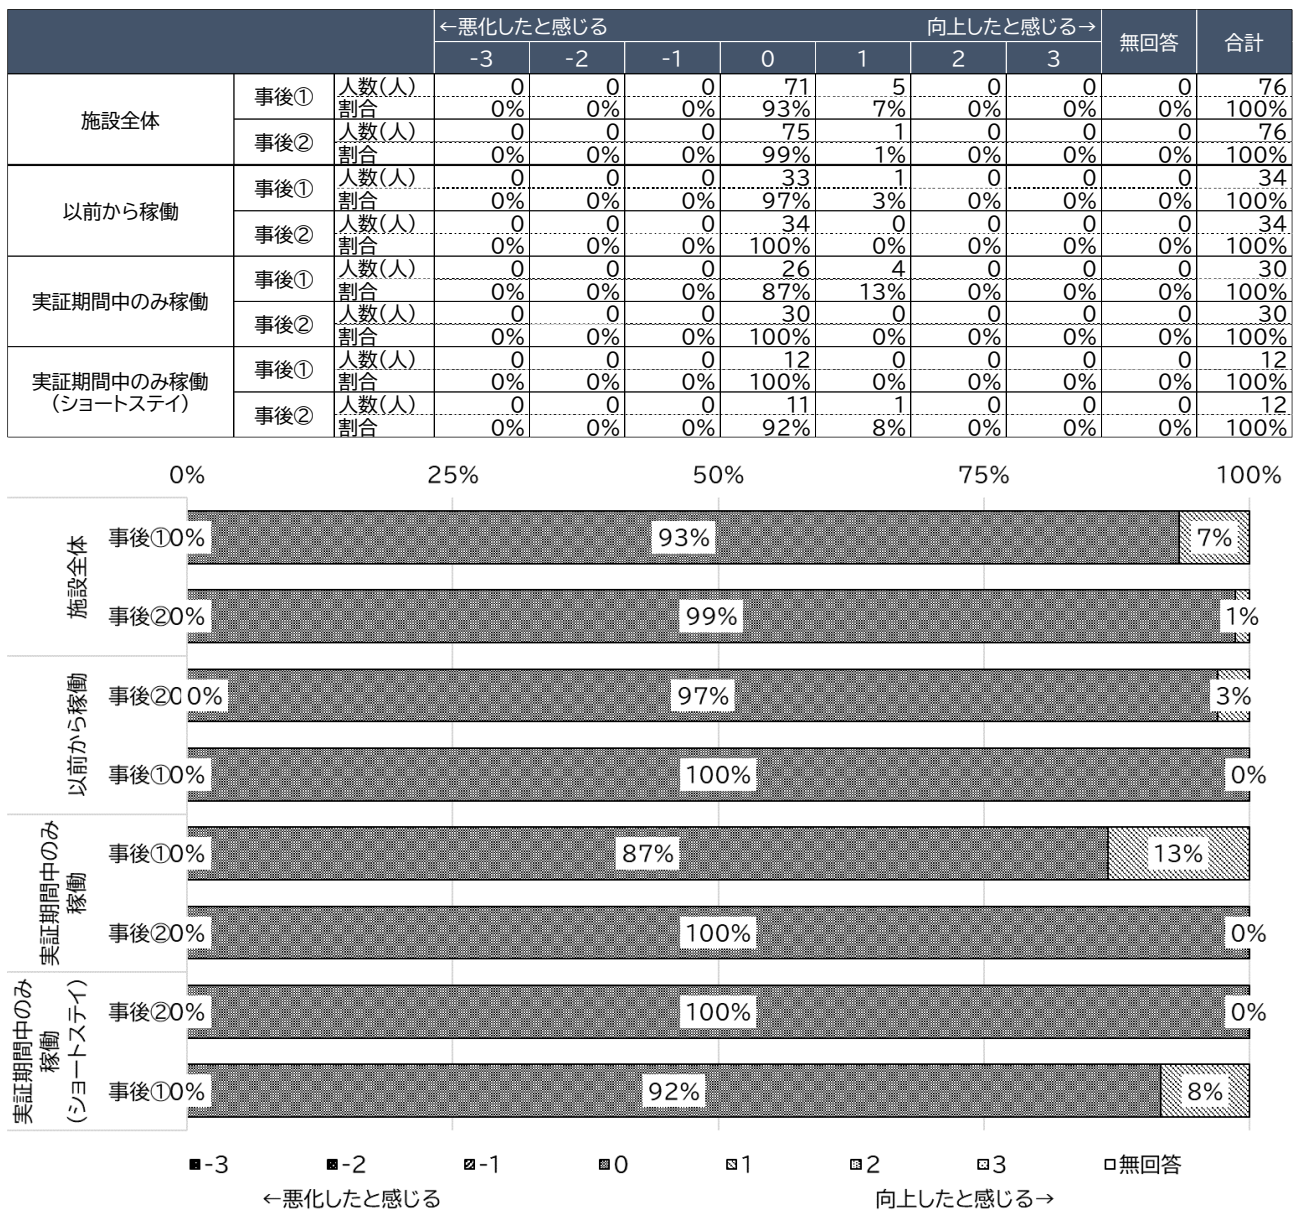 ←悪化したと感じる 向上したと感じる→ 無回答 合計
-3 -2 -1 0 1 2 3
施設全体 事後① 人数(人) 0 0 0 71 5 0 0 0 76
割合 0% 0% 0% 93% 7% 0% 0% 0% 100%
事後② 人数(人) 0 0 0 75 1 0 0 0 76
割合 0% 0% 0% 99% 1% 0% 0% 0% 100%
以前から稼働 事後① 人数(人) 0 0 0 33 1 0 0 0 34
割合 0% 0% 0% 97% 3% 0% 0% 0% 100%
事後② 人数(人) 0 0 0 34 0 0 0 0 34
割合 0% 0% 0% 100% 0% 0% 0% 0% 100%
実証期間中のみ稼働 事後① 人数(人) 0 0 0 26 4 0 0 0 30
割合 0% 0% 0% 87% 13% 0% 0% 0% 100%
事後② 人数(人) 0 0 0 30 0 0 0 0 30
割合 0% 0% 0% 100% 0% 0% 0% 0% 100%
実証期間中のみ稼働
(ショートステイ) 事後① 人数(人) 0 0 0 12 0 0 0 0 12
割合 0% 0% 0% 100% 0% 0% 0% 0% 100%
事後② 人数(人) 0 0 0 11 1 0 0 0 12
割合 0% 0% 0% 92% 8% 0% 0% 0% 100%
0% 25% 50% 75% 100%
施設全体
事後① 0% 93% 7%
事後② 0% 99% 1%
以前から稼働
事後② 0% 97% 3%
事後① 0% 100% 0%
実証期間中のみ
稼働
事後① 0% 87% 13%
事後② 0% 100% 0%
実証期間中のみ
稼働
(ショートステイ)
事後② 0% 100% 0%
事後① 0% 92% 8%
-3 -2 -1 0 1 2 3 無回答
←悪化したと感じる 向上したと感じる→